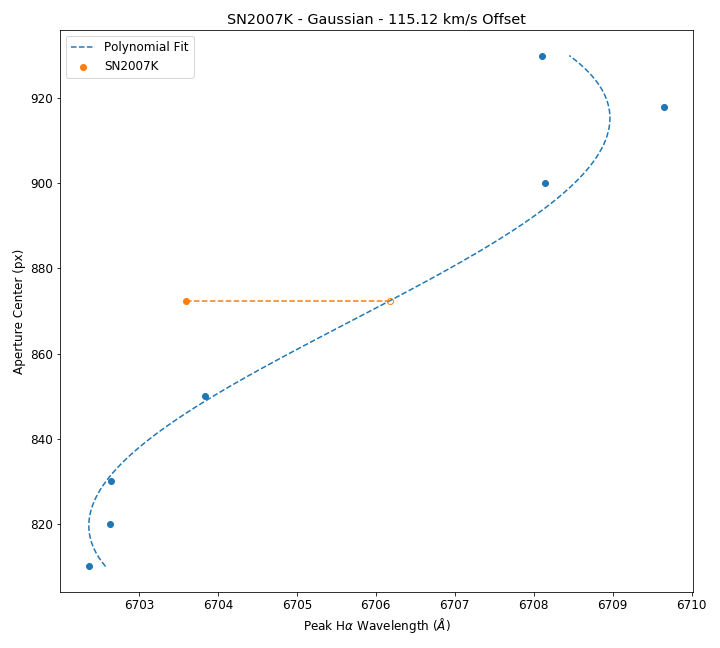 SN2007K - Gaussian - 115.12 km/s Offset
Polynomial Fit
SN2007K
920
900
880
860
840
820
Aperture Center (px)
6703 6704 6705 6706 6707 6708 6709 6710
Peak Hα Wavelength (Å)